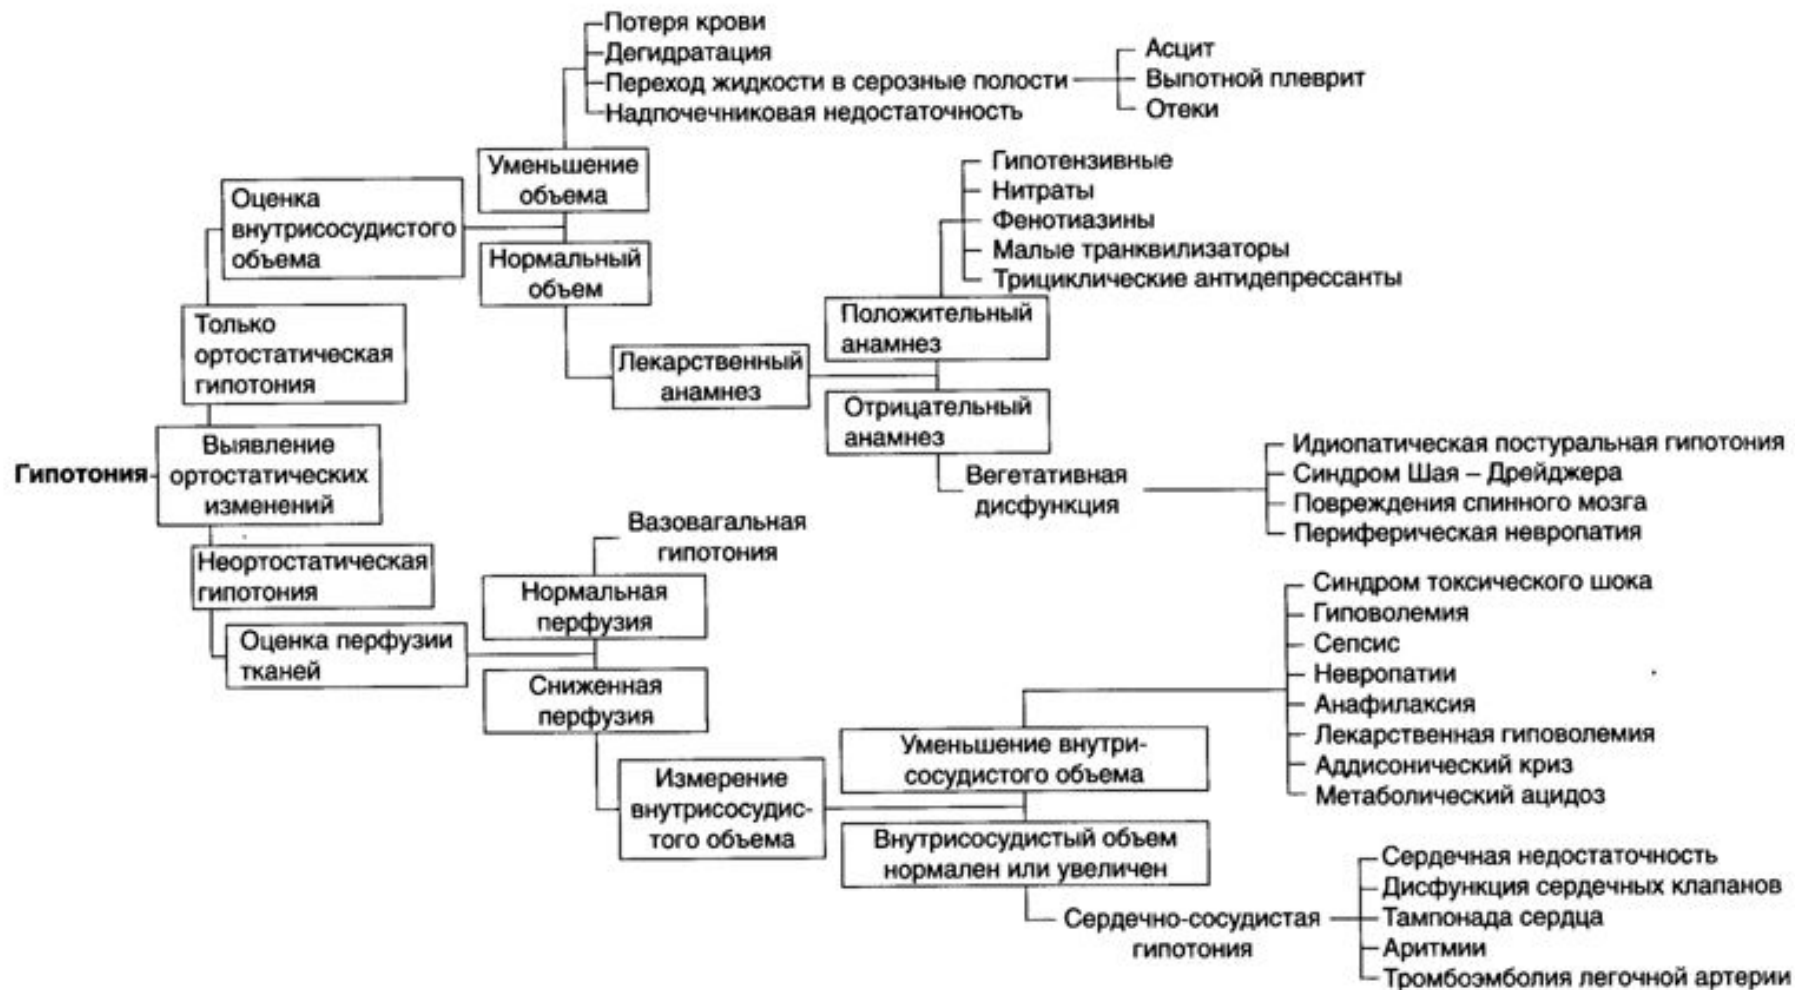 Потеря крови
Дегидратация
Переход жидкости в серозные полости
Надпочечниковая недостаточность
Асцит
Выпотной плеврит
Отеки
Уменьшение
объема
Оценка
внутрисосудистого
объема
Нормальный
объем
Гипотензивные
Нитраты
Фенотиазины
Малые транквилизаторы
Трициклические антидепрессанты
Только
ортостатическая
гипотония
Лекарственный
анамнез
Положительный
анамнез
Отрицательный
анамнез
Гипотония
Выявление
ортостатических
изменений
Вегетативная
дисфункция
Идиопатическая постуральная гипотония
Синдром Шая – Дрейджера
Повреждения спинного мозга
Периферическая невропатия
Неортостатическая
гипотония
Вазовагальная
гипотония
Нормальная
перфузия
Оценка перфузии
тканей
Сниженная
перфузия
Синдром токсического шока
Гиповолемия
Сепсис
Невропатии
Анафилаксия
Лекарственная гиповолемия
Аддисонический криз
Метаболический ацидоз
Измерение
внутрисосудис-
того объема
Уменьшение внутри-
сосудистого объема
Внутрисосудистый объем
нормален или увеличен
Сердечно-сосудистая
гипотония
Сердечная недостаточность
Дисфункция сердечных клапанов
Тампонада сердца
Аритмии
Тромбоэмболия легочной артерии